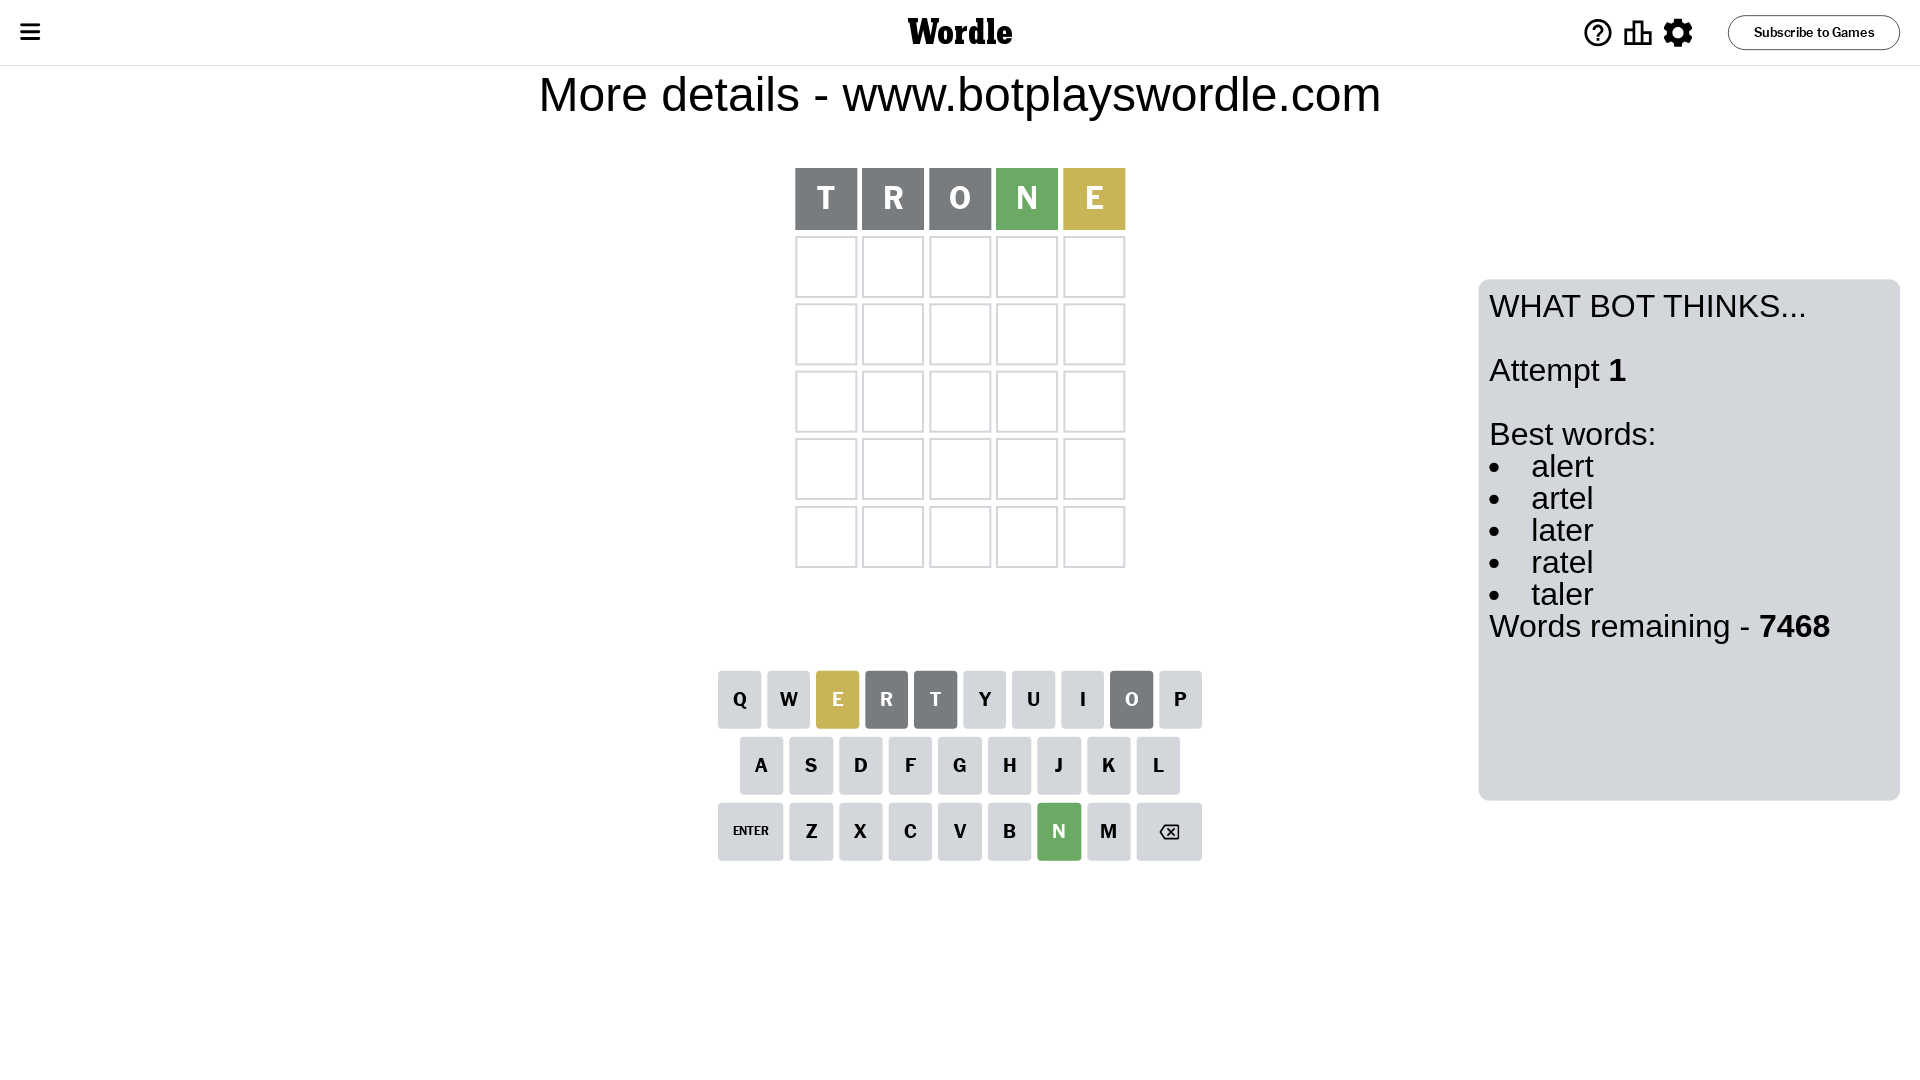 Wordle
Subscribe to Games
More details - www.botplayswordle.com
T R O N E
WHAT BOT THINKS...
Attempt 1
Best words:
• alert
• artel
• later
• ratel
• taler
Words remaining - 7468
Q W E R T Y U I O P
A S D F G H J K L
ENTER Z X C V B N M